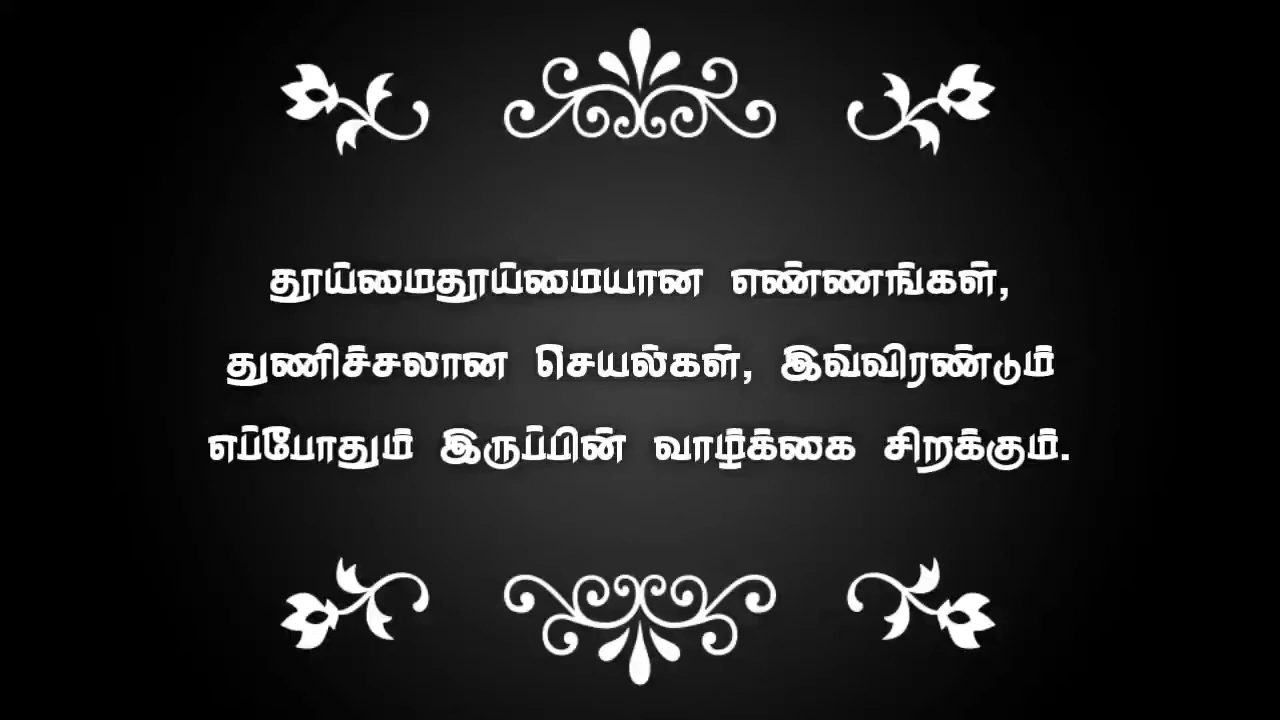 தூய்மைதூய்மையான எண்ணங்கள்,
துணிச்சலான செயல்கள், இவ்விரண்டும்
எப்போதும் இருப்பின் வாழ்க்கை சிறக்கும்.